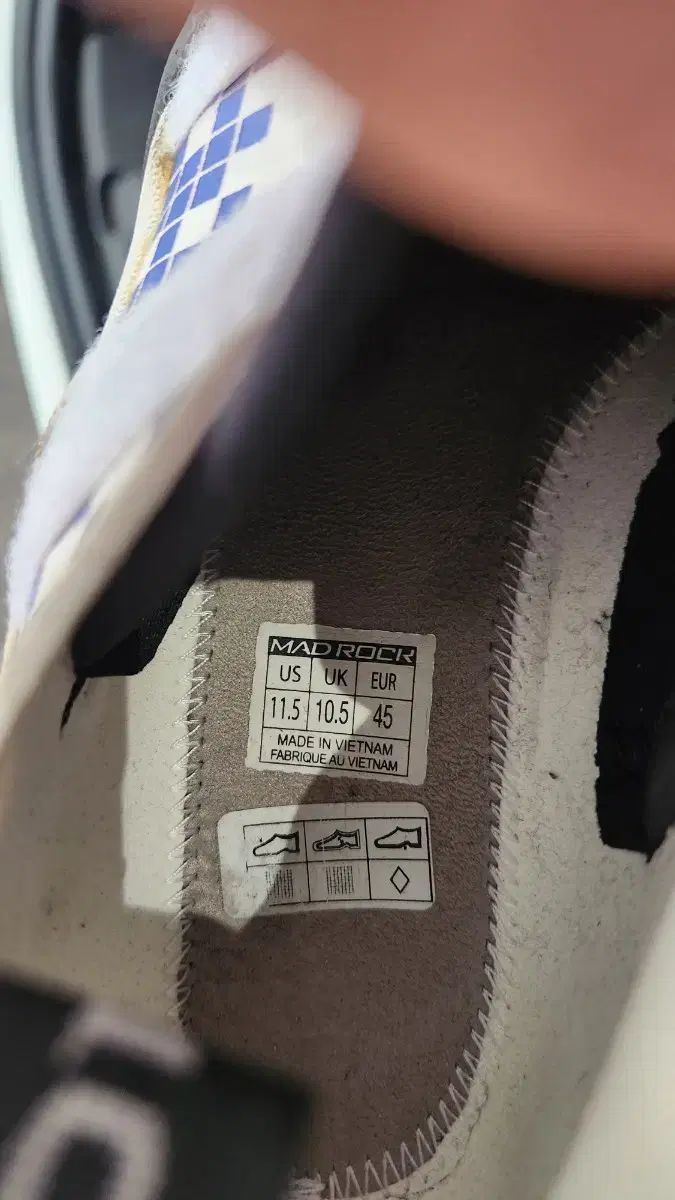 MAD ROCK
US UK EUR
11.5 10.5 45
MADE IN VIETNAM
FABRIQUE AU VIETNAM